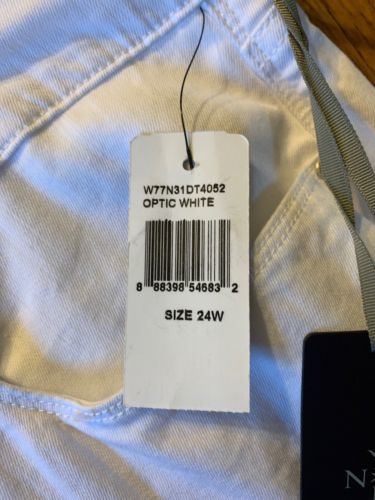 W77N31DT4052
OPTIC WHITE
8 88398 54683 2
SIZE 24W
N